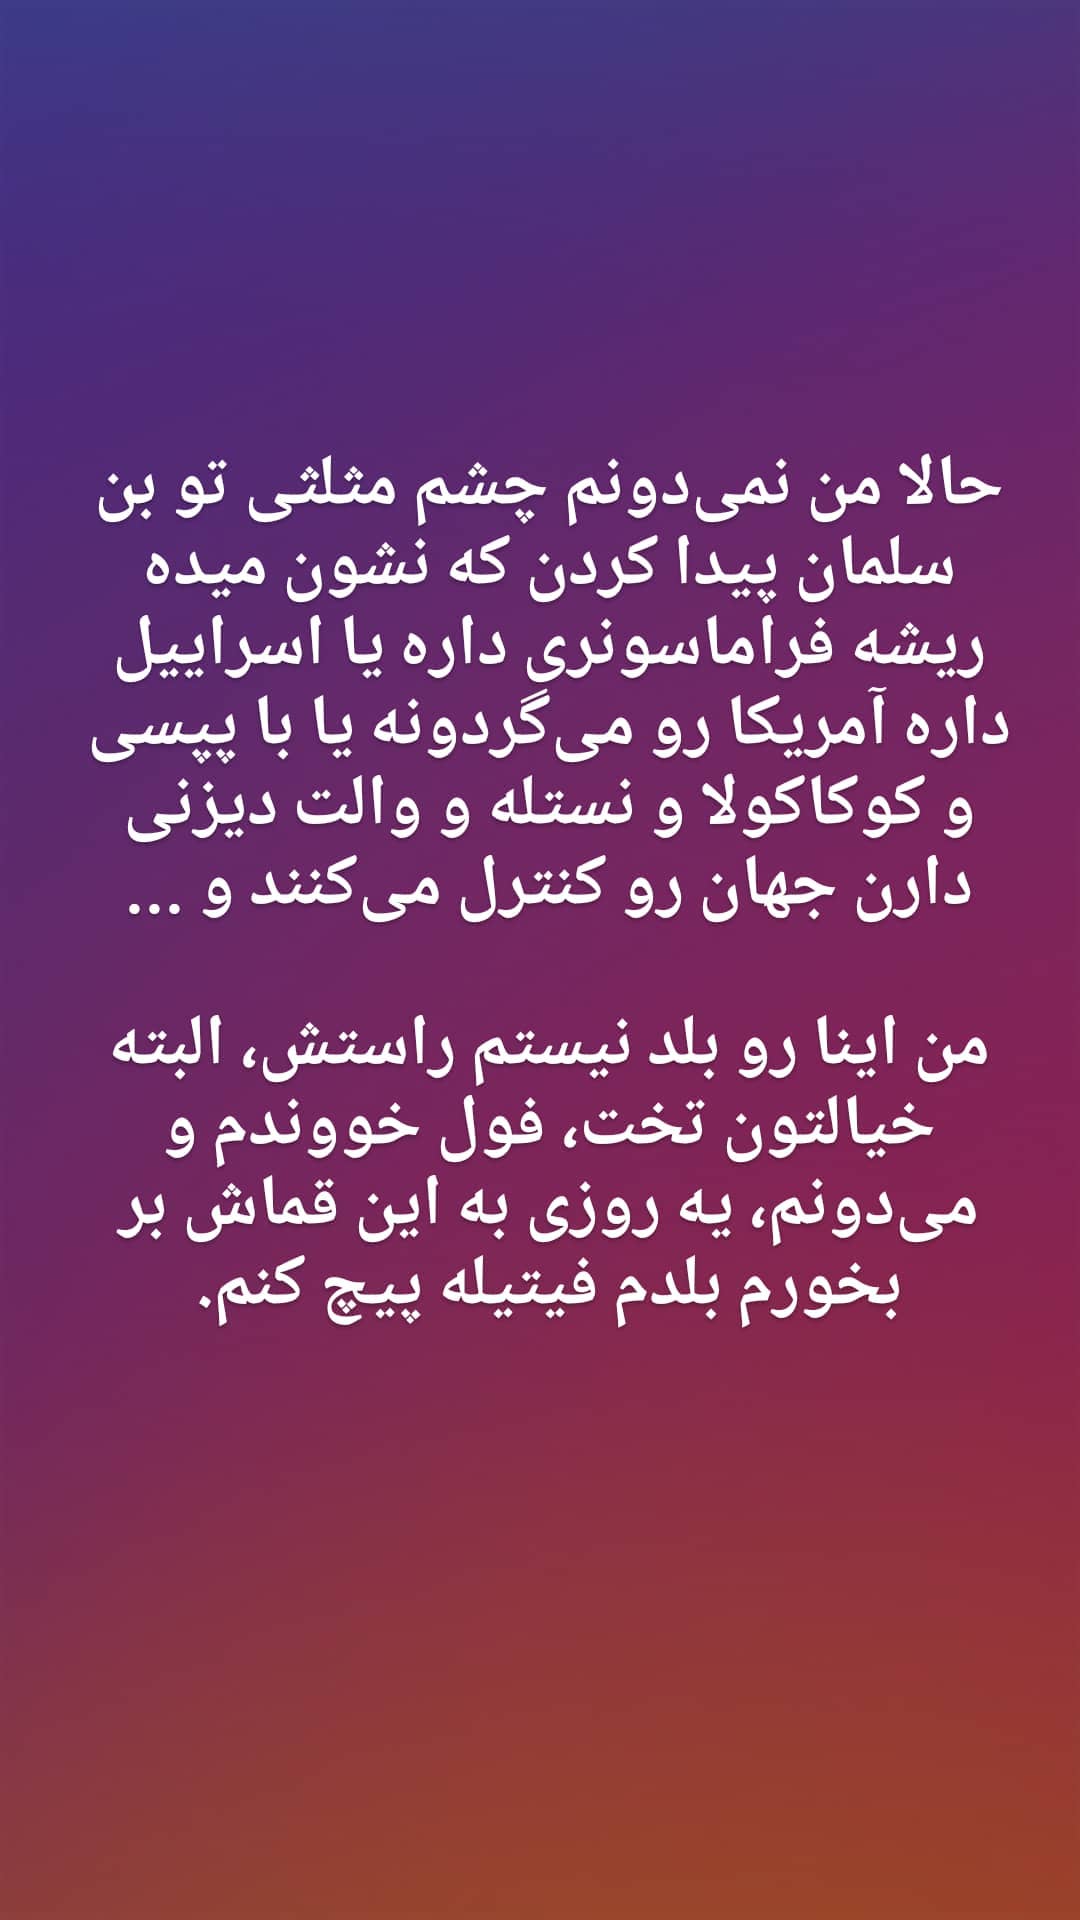 حالا من نمی‌دونم چشم مثلثی تو بن
سلمان پیدا کردن که نشون میده
ریشه فراماسونری داره یا اسراییل
داره آمریکا رو می‌گردونه یا با پپسی
و کوکاکولا و نستله و والت دیزنی
دارن جهان رو کنترل می‌کنند و ...
من اینا رو بلد نیستم راستش، البته
خیالتون تخت، فول خووندم و
می‌دونم، یه روزی به این قماش بر
بخورم بلدم فیتیله پیچ کنم.